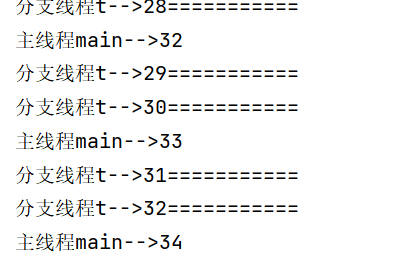 分支线程t-->28===========
主线程main-->32
分支线程t-->29===========
分支线程t-->30===========
主线程main-->33
分支线程t-->31===========
分支线程t-->32===========
主线程main-->34